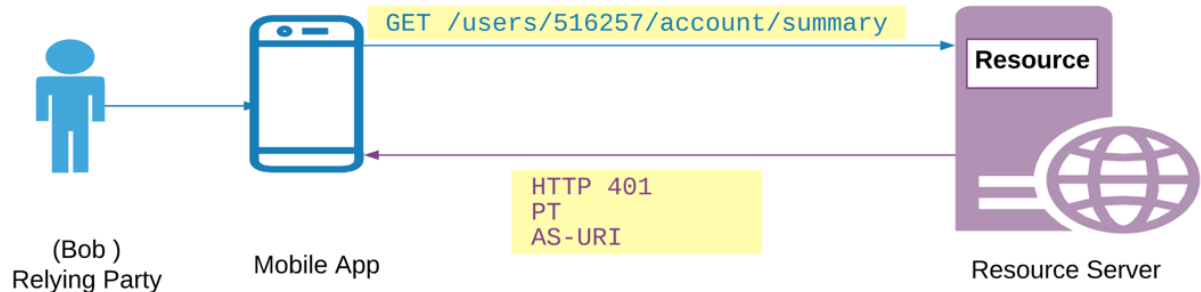 GET /users/516257/account/summary
Resource
HTTP 401
PT
AS-URI
(Bob )
Relying Party
Mobile App
Resource Server